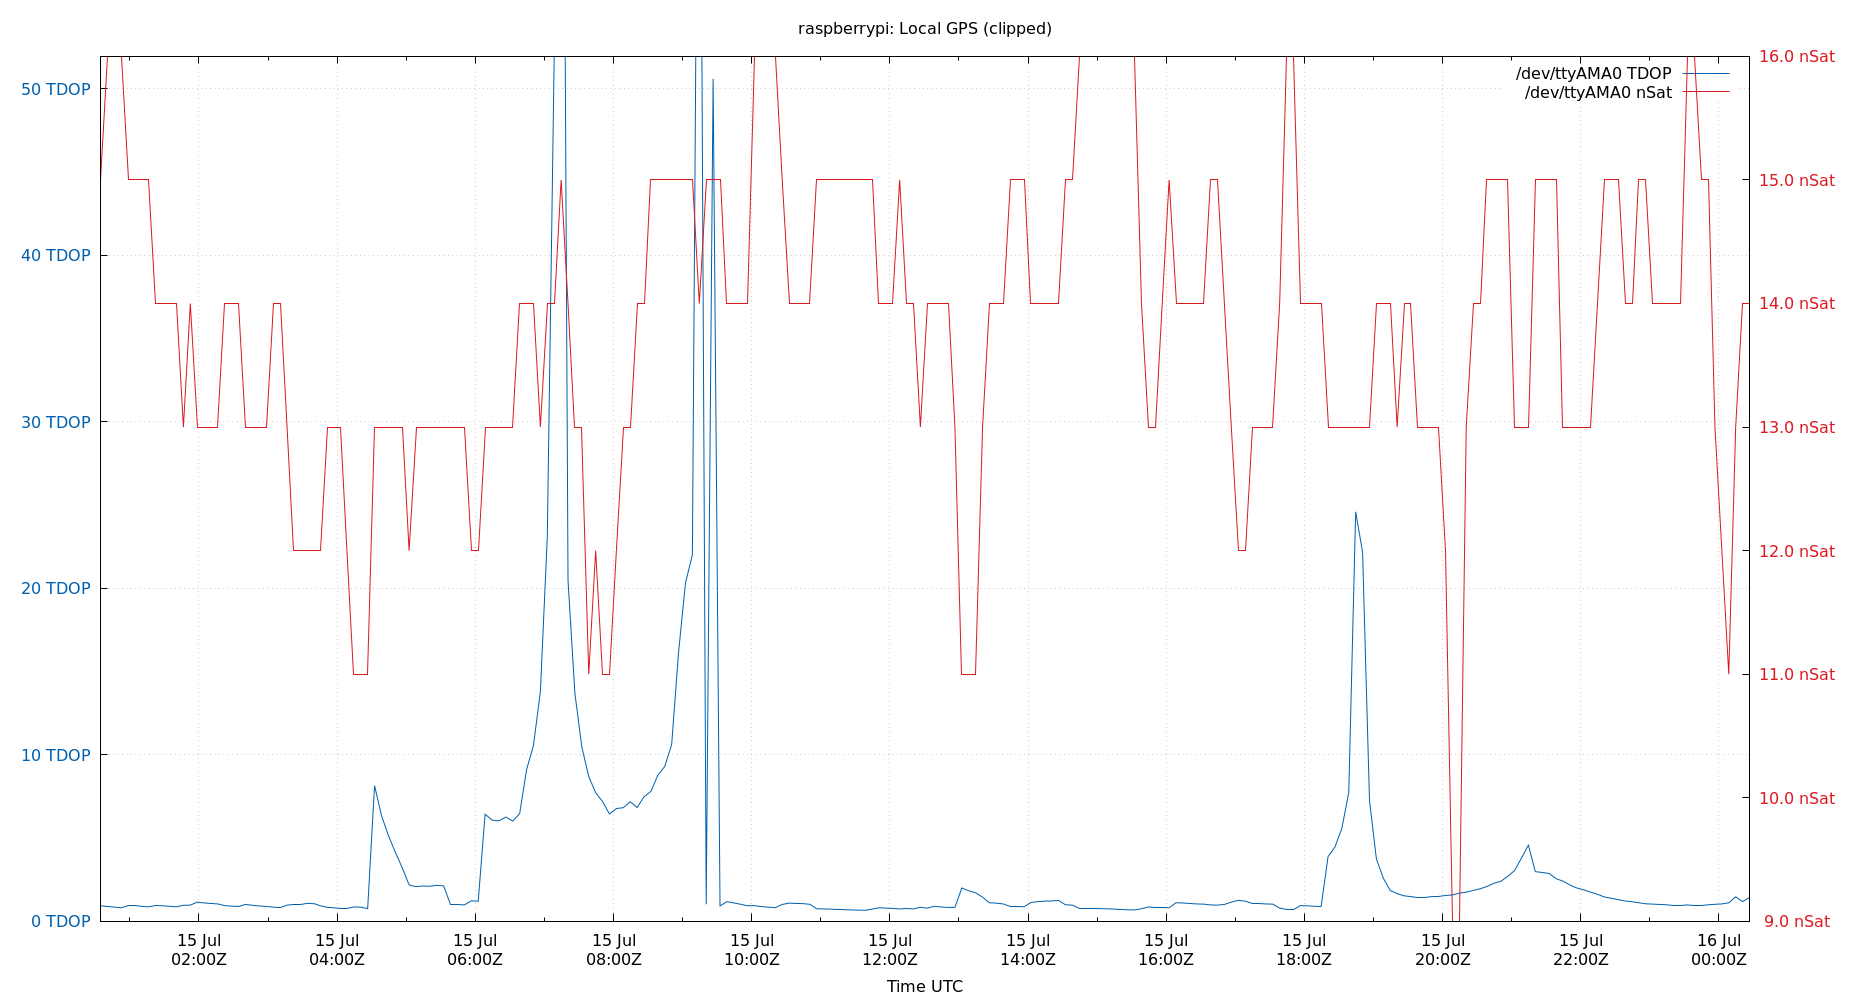 raspberrypi: Local GPS (clipped)
50 TDOP
40 TDOP
30 TDOP
20 TDOP
10 TDOP
0 TDOP
16.0 nSat
15.0 nSat
14.0 nSat
13.0 nSat
12.0 nSat
11.0 nSat
10.0 nSat
9.0 nSat
/dev/ttyAMA0 TDOP
/dev/ttyAMA0 nSat
15 Jul
02:00Z
15 Jul
04:00Z
15 Jul
06:00Z
15 Jul
08:00Z
15 Jul
10:00Z
15 Jul
12:00Z
15 Jul
14:00Z
15 Jul
16:00Z
15 Jul
18:00Z
15 Jul
20:00Z
15 Jul
22:00Z
16 Jul
00:00Z
Time UTC